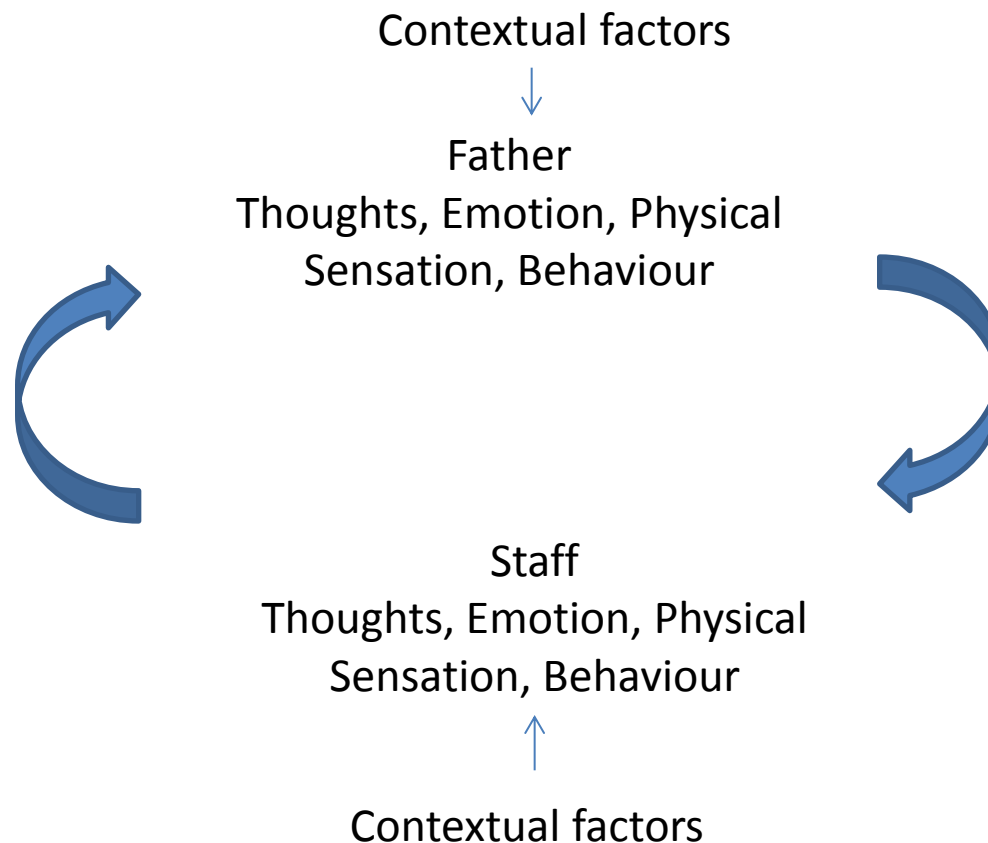 Contextual factors
Father
Thoughts, Emotion, Physical
Sensation, Behaviour
Staff
Thoughts, Emotion, Physical
Sensation, Behaviour
Contextual factors